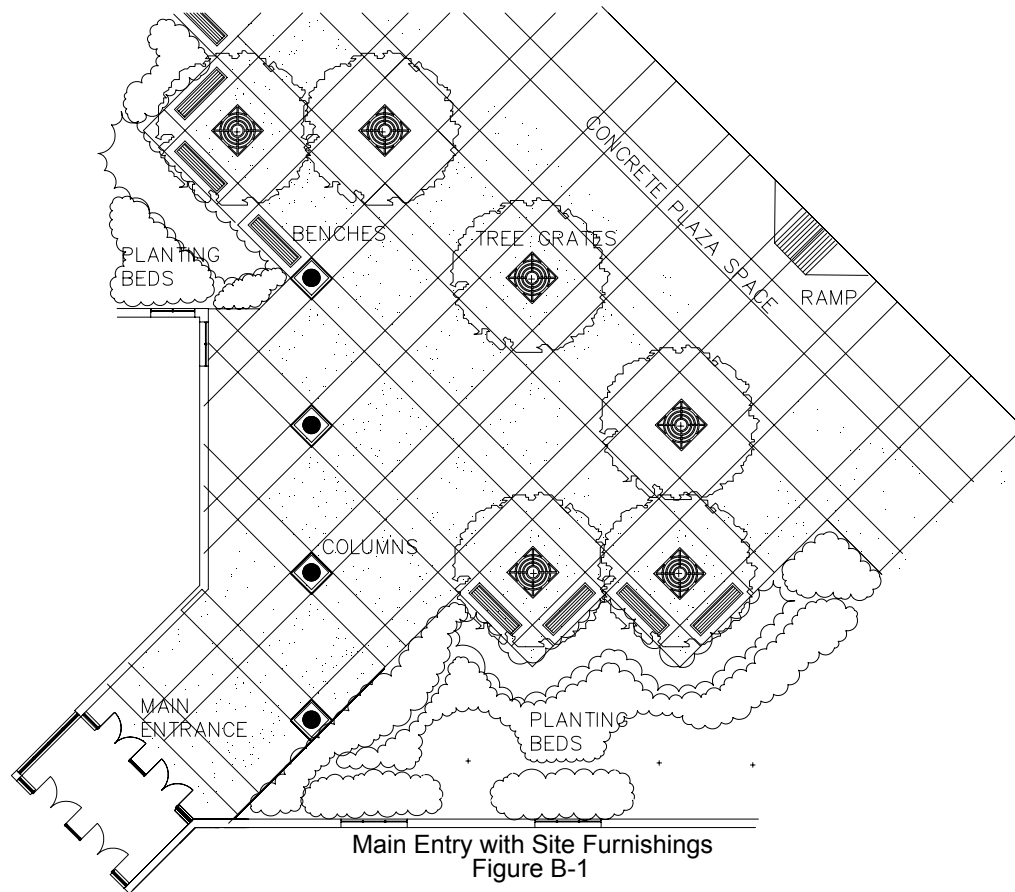 CONCRETE PLAZA SPACE
BENCHES
TREE GRATES
PLANTING
BEDS
RAMP
COLUMNS
MAIN
ENTRANCE
PLANTING
BEDS
Main Entry with Site Furnishings
Figure B-1